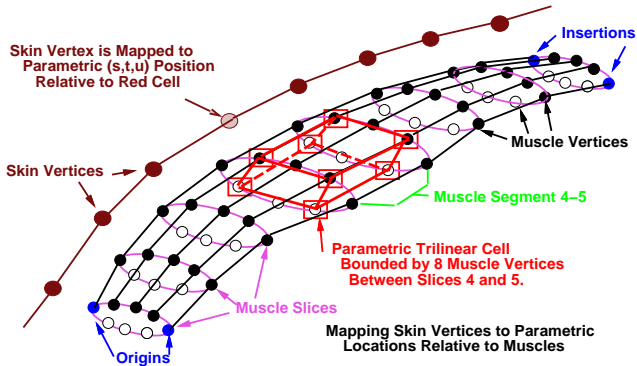 Insertions
Skin Vertex is Mapped to
Parametric (s,t,u) Position
Relative to Red Cell
Muscle Vertices
Skin Vertices
Muscle Segment 4–5
Parametric Trilinear Cell
Bounded by 8 Muscle Vertices
Between Slices 4 and 5.
Muscle Slices
Mapping Skin Vertices to Parametric
Locations Relative to Muscles
Origins